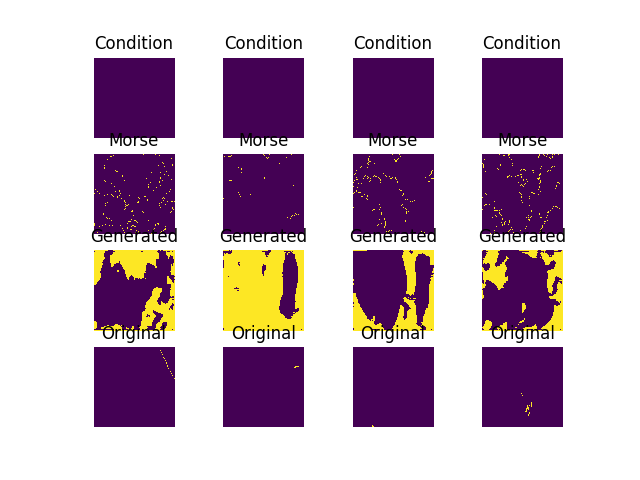 Condition Condition Condition Condition
Morse Morse Morse Morse
Generated Generated Generated Generated
Original Original Original Original